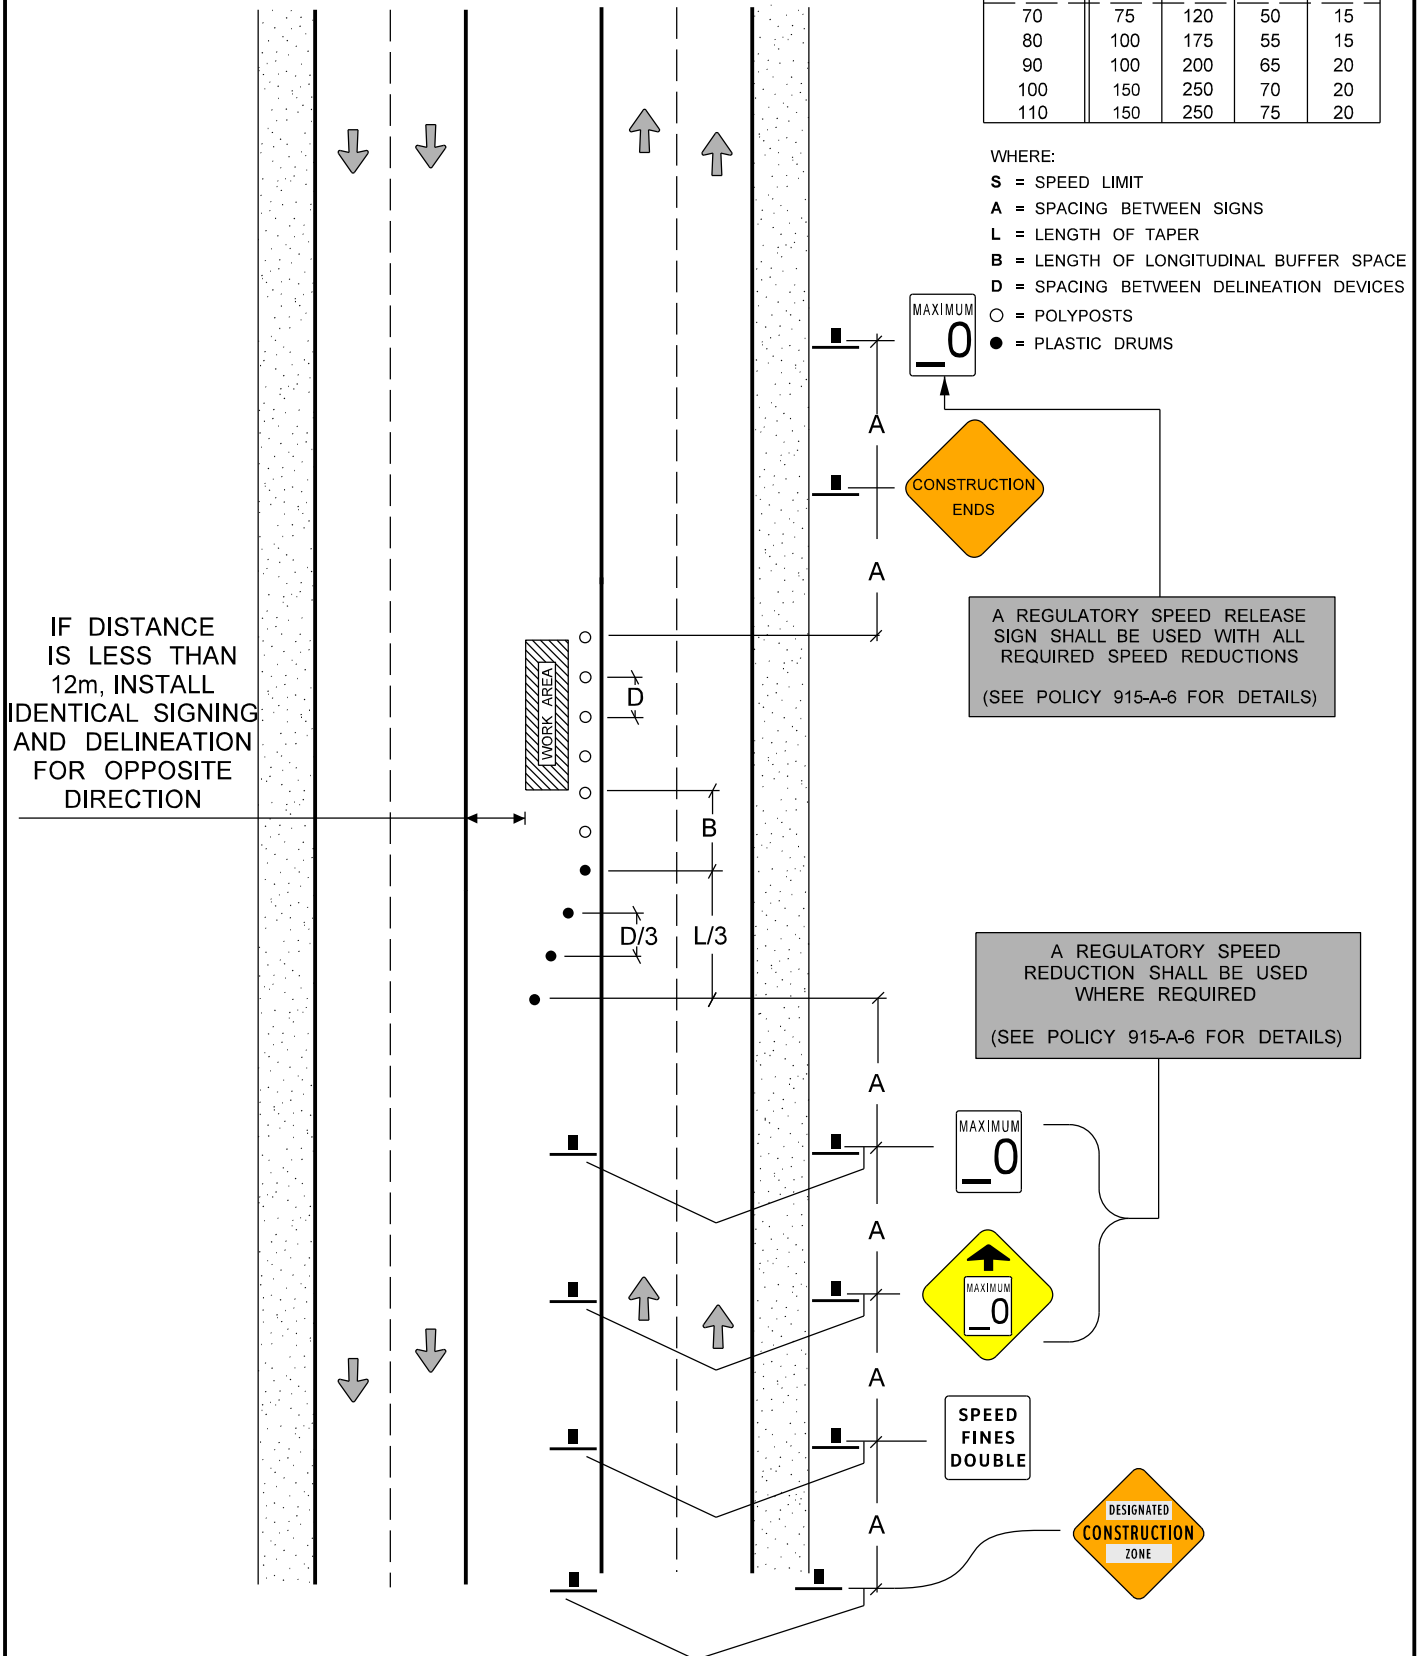 70 75 120 50 15
80 100 175 55 15
90 100 200 65 20
100 150 250 70 20
110 150 250 75 20
WHERE:
S = SPEED LIMIT
A = SPACING BETWEEN SIGNS
L = LENGTH OF TAPER
B = LENGTH OF LONGITUDINAL BUFFER SPACE
D = SPACING BETWEEN DELINEATION DEVICES
= POLYPOSTS
= PLASTIC DRUMS
MAXIMUM
_0
A
CONSTRUCTION
ENDS
A
A REGULATORY SPEED RELEASE
SIGN SHALL BE USED WITH ALL
REQUIRED SPEED REDUCTIONS
(SEE POLICY 915-A-6 FOR DETAILS)
IF DISTANCE
IS LESS THAN
12m, INSTALL
IDENTICAL SIGNING
AND DELINEATION
FOR OPPOSITE
DIRECTION
WORK AREA
D
B
D/3
L/3
A REGULATORY SPEED
REDUCTION SHALL BE USED
WHERE REQUIRED
(SEE POLICY 915-A-6 FOR DETAILS)
A
MAXIMUM
_0
A
MAXIMUM
_0
A
SPEED
FINES
DOUBLE
A
DESIGNATED
CONSTRUCTION
ZONE